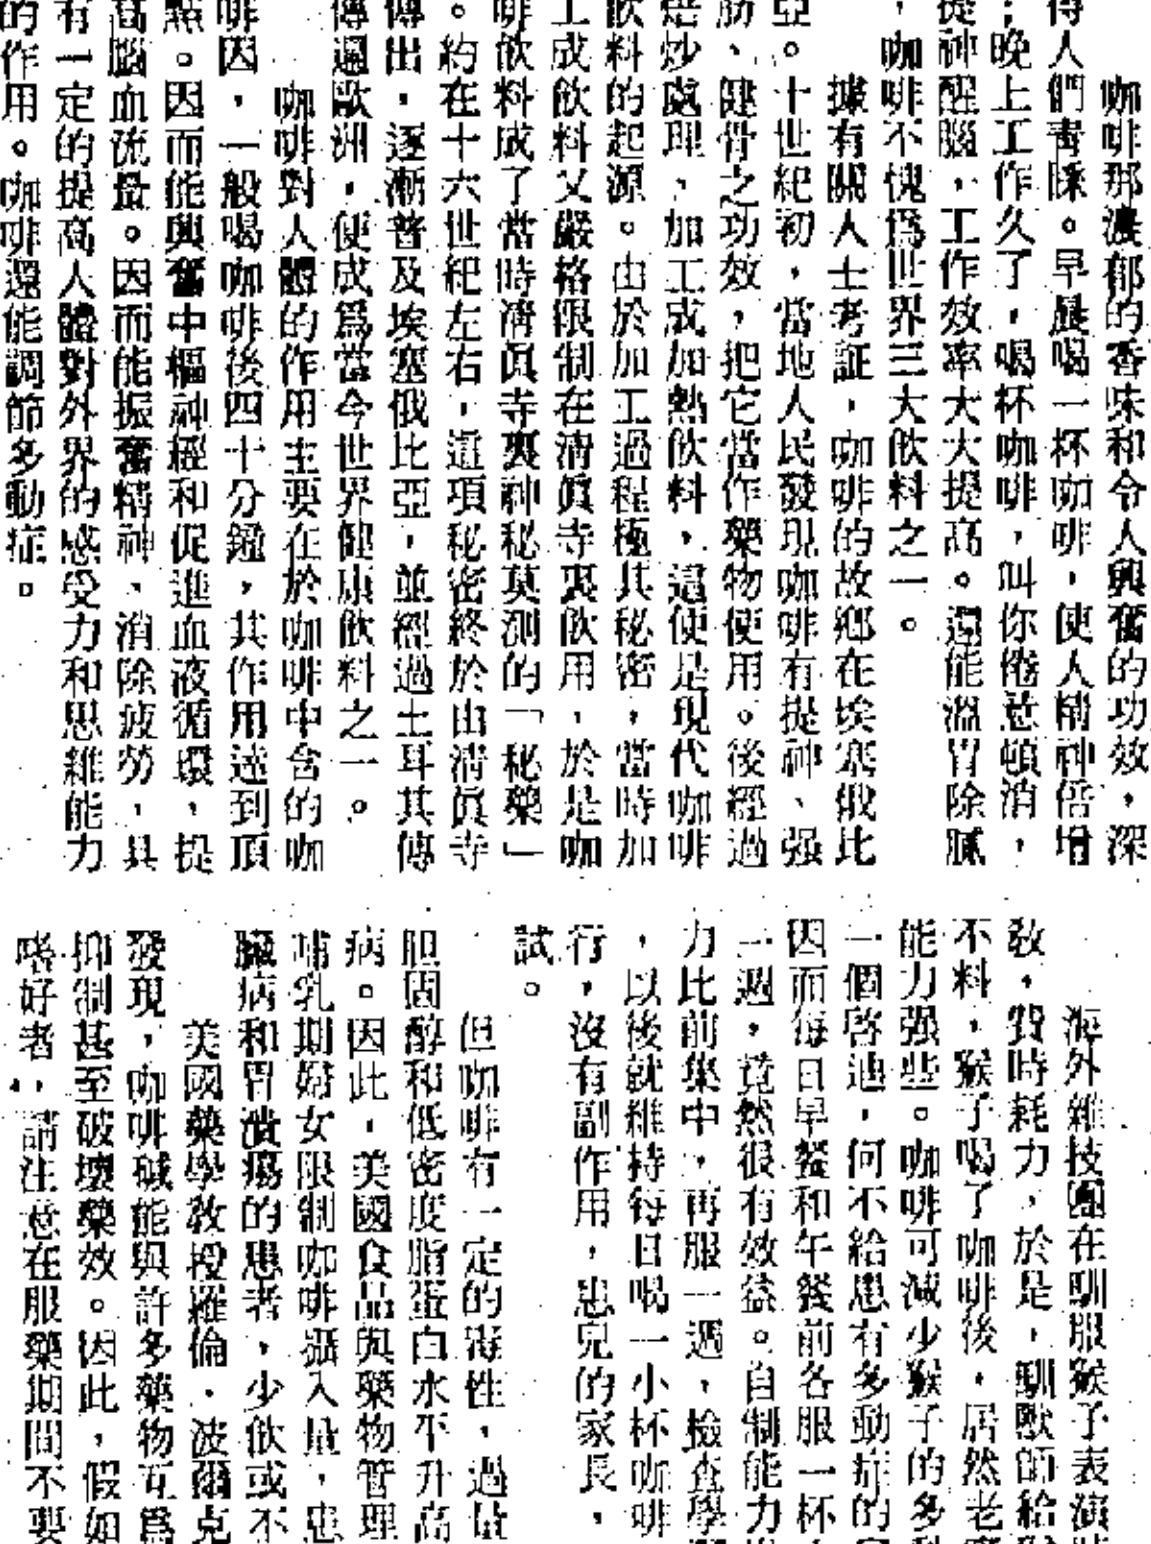 咖啡那濃郁的香味和令人興奮的功效，深
得人們靑睞。早晨喝一杯咖啡，使人精神倍增
；晚上工作久了，喝杯咖啡，叫你倦意頓消，
提神醒腦，工作效率大大提高。還能溫胃除膩
，咖啡不愧爲世界三大飲料之一。
據有關人士考証，咖啡的故鄉在埃塞俄比
亞。十世紀初，當地人民發現咖啡有提神、强
筋、健骨之功效，把它當作藥物使用。後經過
焙炒處理，加工成加熱飲料，這便是現代咖啡
飲料的起源。由於加工過程極其秘密，當時加
工成飲料又嚴格限制在淸眞寺裏飲用，於是咖
啡飲料成了當時淸眞寺裏神秘莫測的「秘藥」
。約在十六世紀左右，這項秘密終於由淸眞寺
傳出，逐漸普及埃塞俄比亞，並經過土耳其傳
傳遍歐洲，便成爲當今世界健康飲料之一。
咖啡對人體的作用主要在於咖啡中含的咖
啡因，一般喝咖啡後四十分鐘，其作用達到頂
點。因而能興奮中樞神經和促進血液循環，提
高腦血流量。因而能振奮精神，消除疲勞，具
有一定的提高人體對外界的感受力和思維能力
的作用。咖啡還能調節多動症。
海外雜技團在馴服猴子表演
敎，費時耗力，於是，馴獸師給
不料，猴子喝了咖啡後，居然老
能力强些。咖啡可減少猴子的多
一個啓迪，何不給患有多動症的
因而每日早餐和午餐前各服一杯
一週，竟然很有效益。自制能力
力比前集中，再服一週，檢查學
，以後就維持每日喝一小杯咖啡
行，沒有副作用，患兒的家長，
試。
但咖啡有一定的毒性，過量
胆固醇和低密度脂蛋白水平升高
病。因此，美國食品與藥物管理
哺乳期婦女限制咖啡攝入量，患
臟病和胃潰瘍的患者，少飲或不
美國藥學敎授羅倫．波爾克
發現，咖啡碱能與許多藥物互爲
抑制甚至破壞藥效。因此，假如
嗜好者，請注意在服藥期間不要